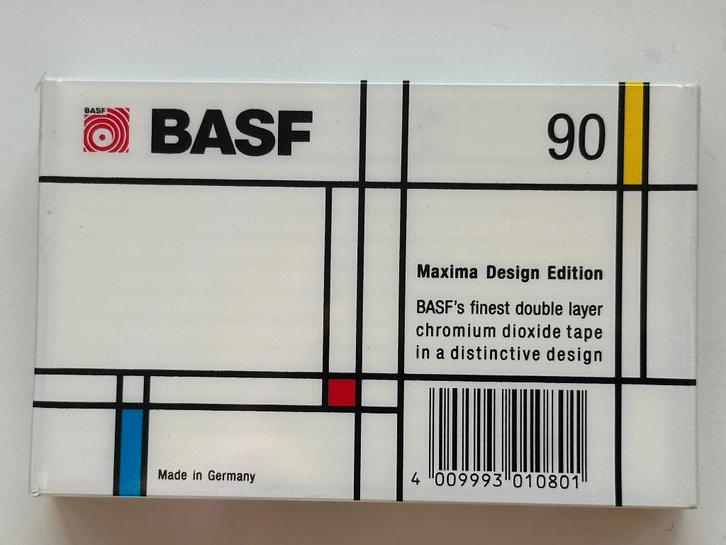 BASF
BASF
90
Maxima Design Edition
BASF's finest double layer
chromium dioxide tape
in a distinctive design
Made in Germany
4 009993 010801